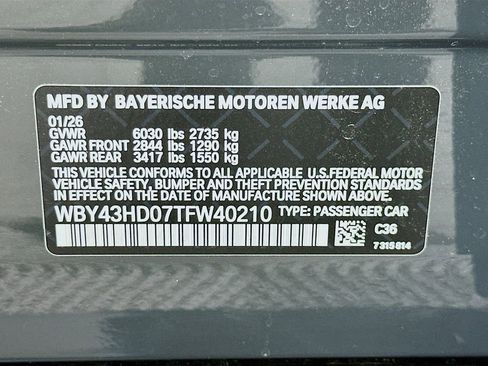 MFD BY BAYERISCHE MOTOREN WERKE AG
01/26
GVWR 6030 lbs 2735 kg
GAWR FRONT 2844 lbs 1290 kg
GAWR REAR 3417 lbs 1550 kg
THIS VEHICLE CONFORMS TO ALL APPLICABLE U.S. FEDERAL MOTOR
VEHICLE SAFETY, BUMPER AND THEFT PREVENTION STANDARDS
IN EFFECT ON THE DATE OF MANUFACTURE SHOWN ABOVE.
WBY43HD07TFW40210 TYPE: PASSENGER CAR
C36
7315814